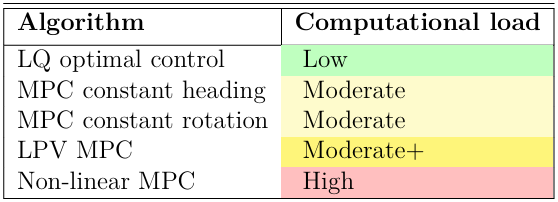 Algorithm Computational load
LQ optimal control Low
MPC constant heading Moderate
MPC constant rotation Moderate
LPV MPC Moderate+
Non-linear MPC High